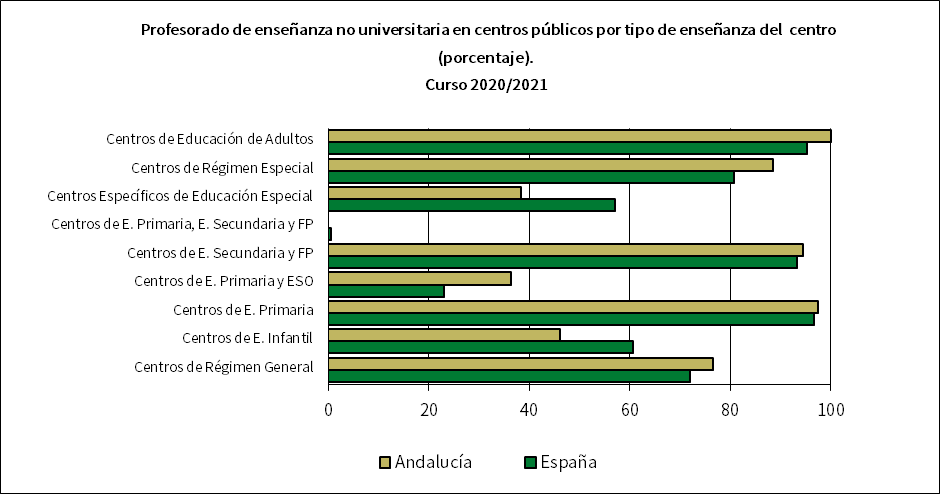 Profesorado de enseñanza no universitaria en centros públicos por tipo de enseñanza del centro
(porcentaje).
Curso 2020/2021
Centros de Educación de Adultos
Centros de Régimen Especial
Centros Específicos de Educación Especial
Centros de E. Primaria, E. Secundaria y FP
Centros de E. Secundaria y FP
Centros de E. Primaria y ESO
Centros de E. Primaria
Centros de E. Infantil
Centros de Régimen General
0 20 40 60 80 100
Andalucía España